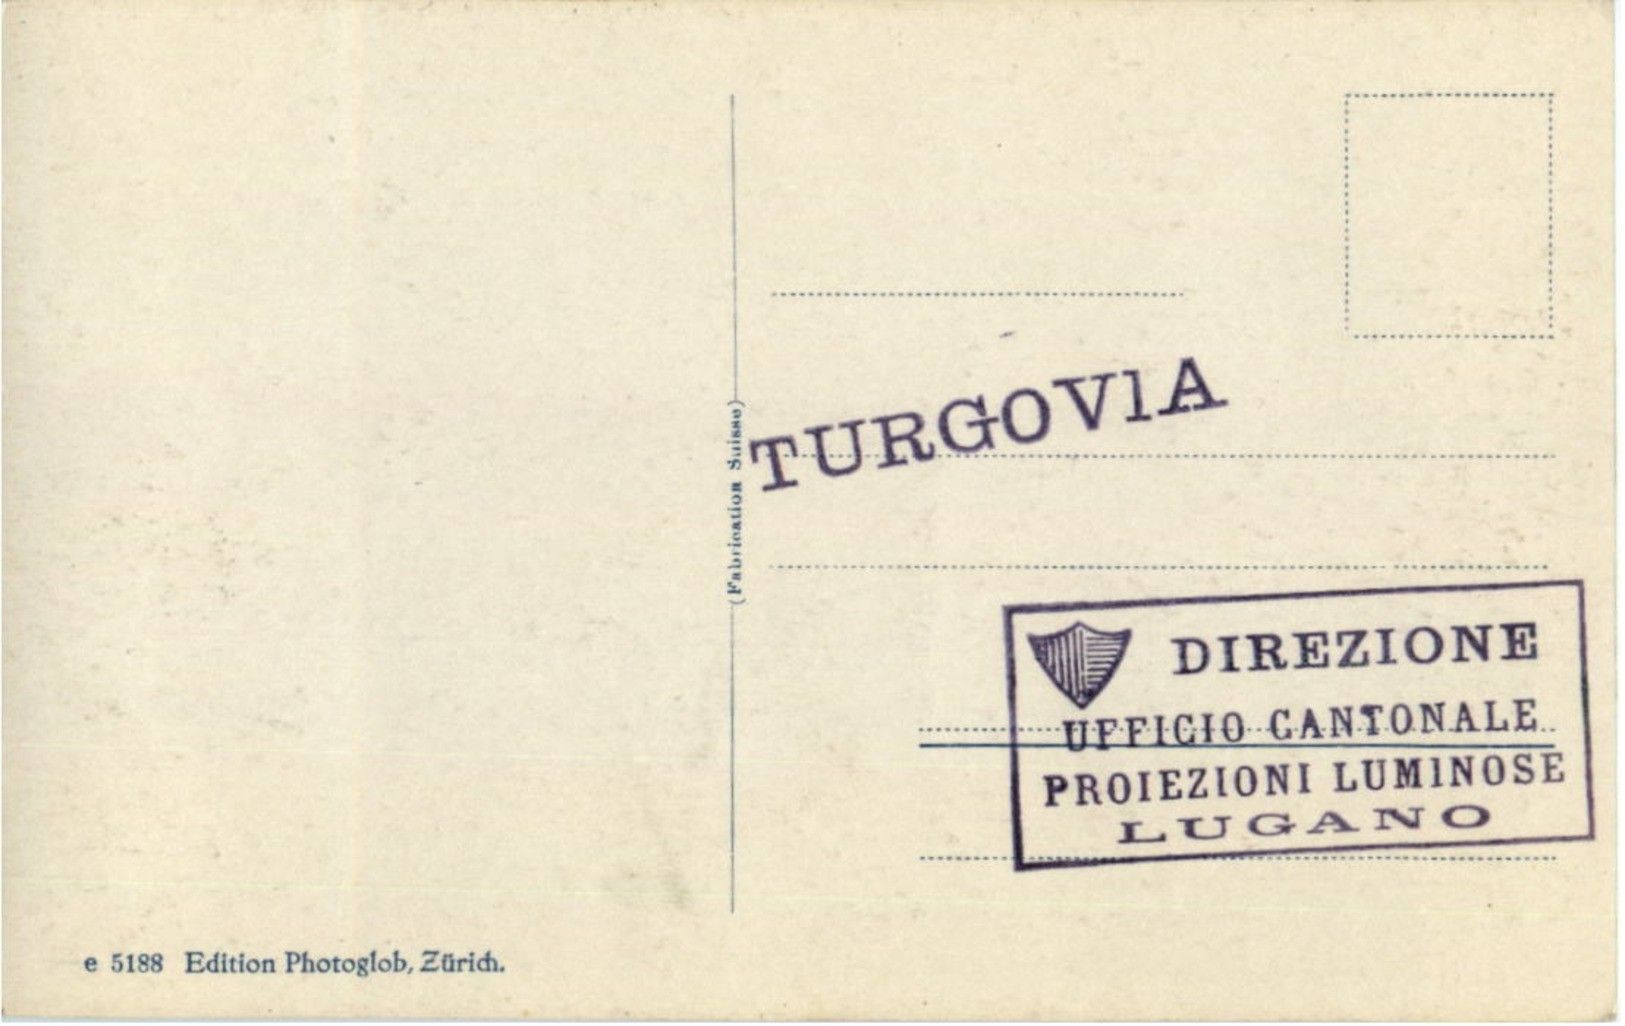 (Fabrication Suisse)
TURGOVIA
DIREZIONE
UFFICIO CANTONALE
PROIEZIONI LUMINOSE
LUGANO
e 5188 Edition Photoglob, Zürich.